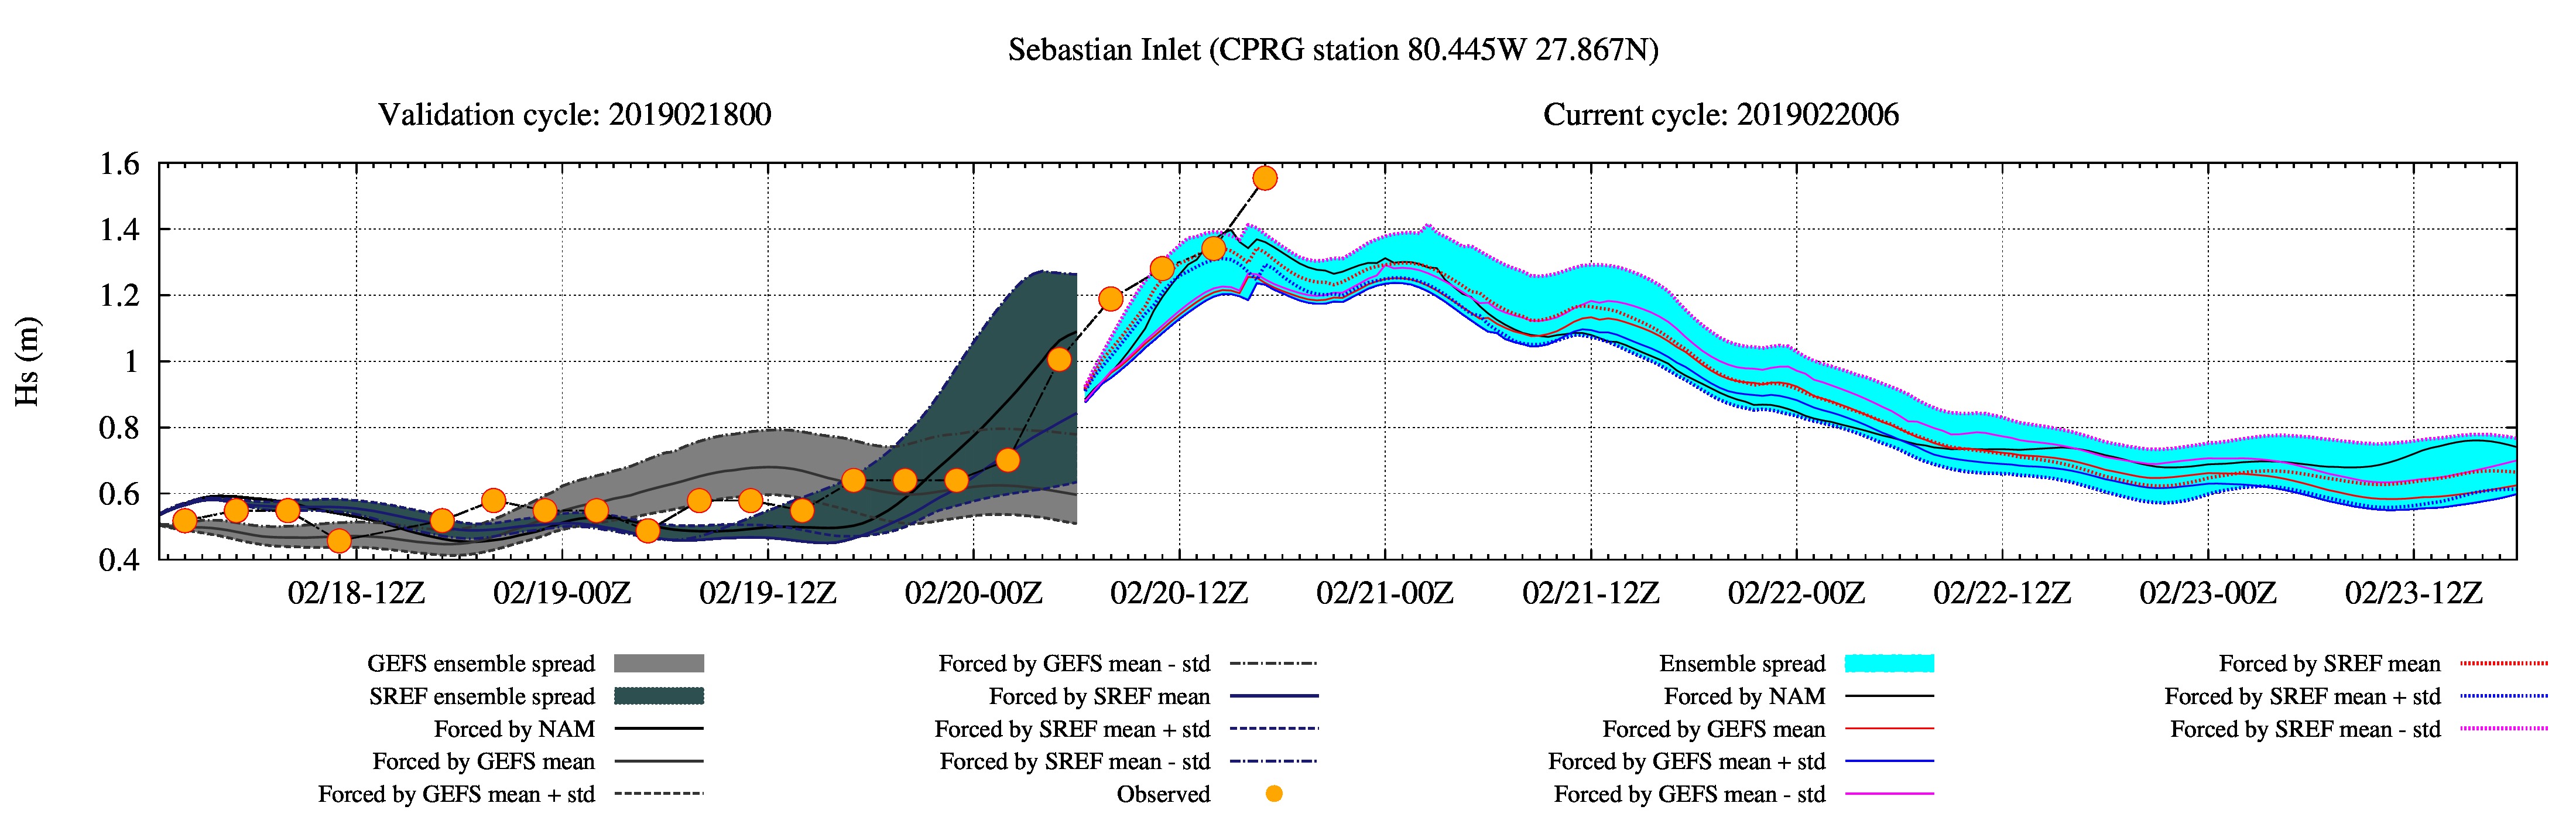 Sebastian Inlet (CPRG station 80.445W 27.867N)
Validation cycle: 2019021800
Current cycle: 2019022006
Hs (m)
1.6
1.4
1.2
1
0.8
0.6
0.4
02/18-12Z
02/19-00Z
02/19-12Z
02/20-00Z
02/20-12Z
02/21-00Z
02/21-12Z
02/22-00Z
02/22-12Z
02/23-00Z
02/23-12Z
GEFS ensemble spread
SREF ensemble spread
Forced by NAM
Forced by GEFS mean
Forced by GEFS mean + std
Forced by GEFS mean - std
Forced by SREF mean
Forced by SREF mean + std
Forced by SREF mean - std
Observed
Ensemble spread
Forced by NAM
Forced by GEFS mean
Forced by GEFS mean + std
Forced by GEFS mean - std
Forced by SREF mean
Forced by SREF mean + std
Forced by SREF mean - std